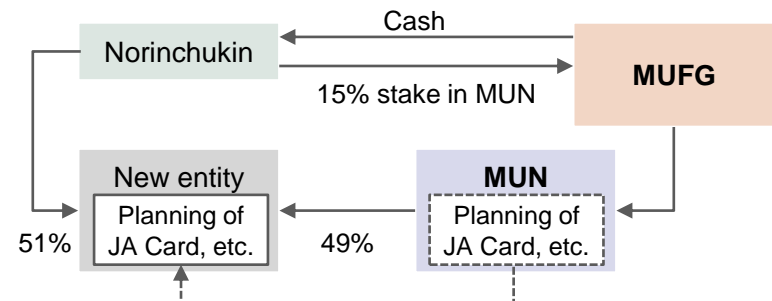 Cash
Norinchukin
MUFG
15% stake in MUN
New entity
MUN
Planning of
JA Card, etc.
Planning of
JA Card, etc.
51%
49%